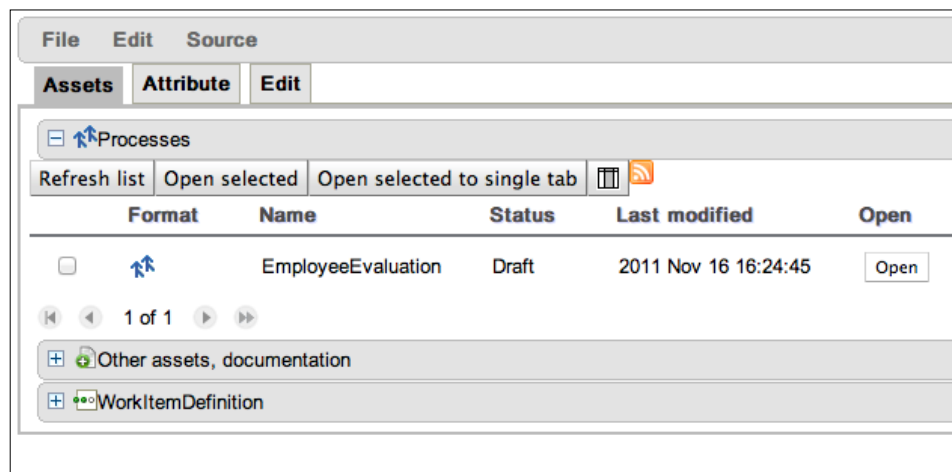 File Edit Source
Assets Attribute Edit
Processes
Refresh list Open selected Open selected to single tab
Format Name Status Last modified Open
EmployeeEvaluation Draft 2011 Nov 16 16:24:45 Open
1 of 1
Other assets, documentation
WorkItemDefinition